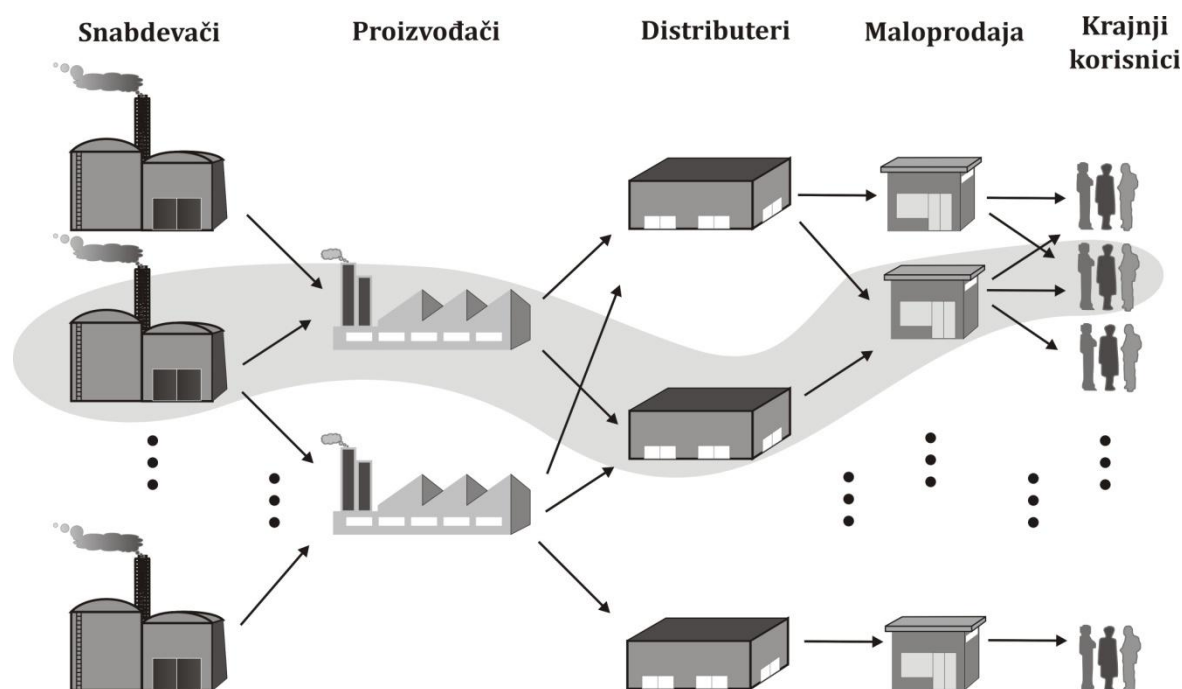 Snabdevači
Proizvođači
Distributeri
Maloprodaja
Krajnji
korisnici